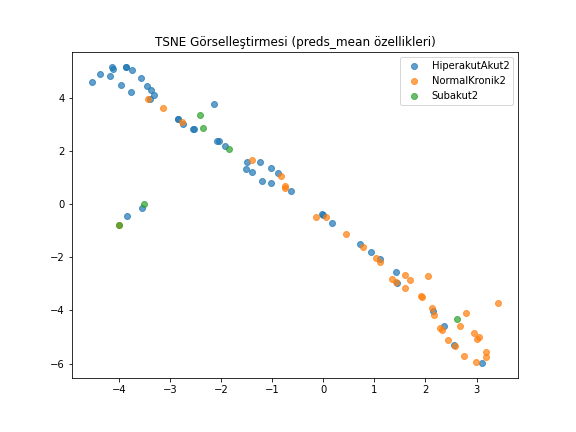 TSNE Görselleştirmesi (preds_mean özellikleri)
HiperakutAkut2
NormalKronik2
Subakut2
4
2
0
−2
−4
−6
−4 −3 −2 −1 0 1 2 3